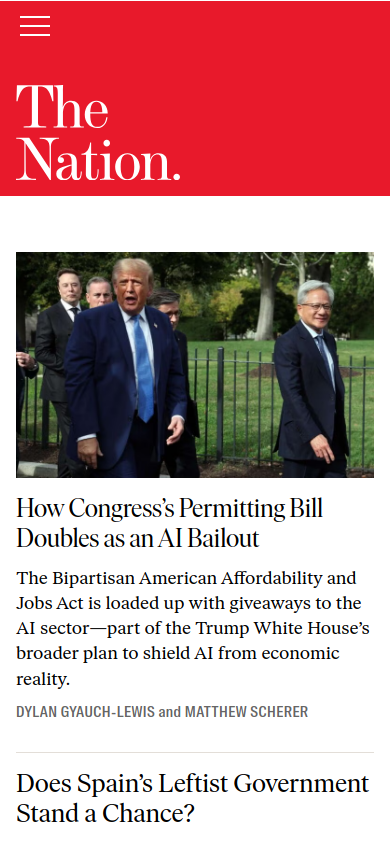 The
Nation.
How Congress’s Permitting Bill
Doubles as an AI Bailout
The Bipartisan American Affordability and
Jobs Act is loaded up with giveaways to the
AI sector—part of the Trump White House’s
broader plan to shield AI from economic
reality.
DYLAN GYAUCH-LEWIS and MATTHEW SCHERER
Does Spain’s Leftist Government
Stand a Chance?